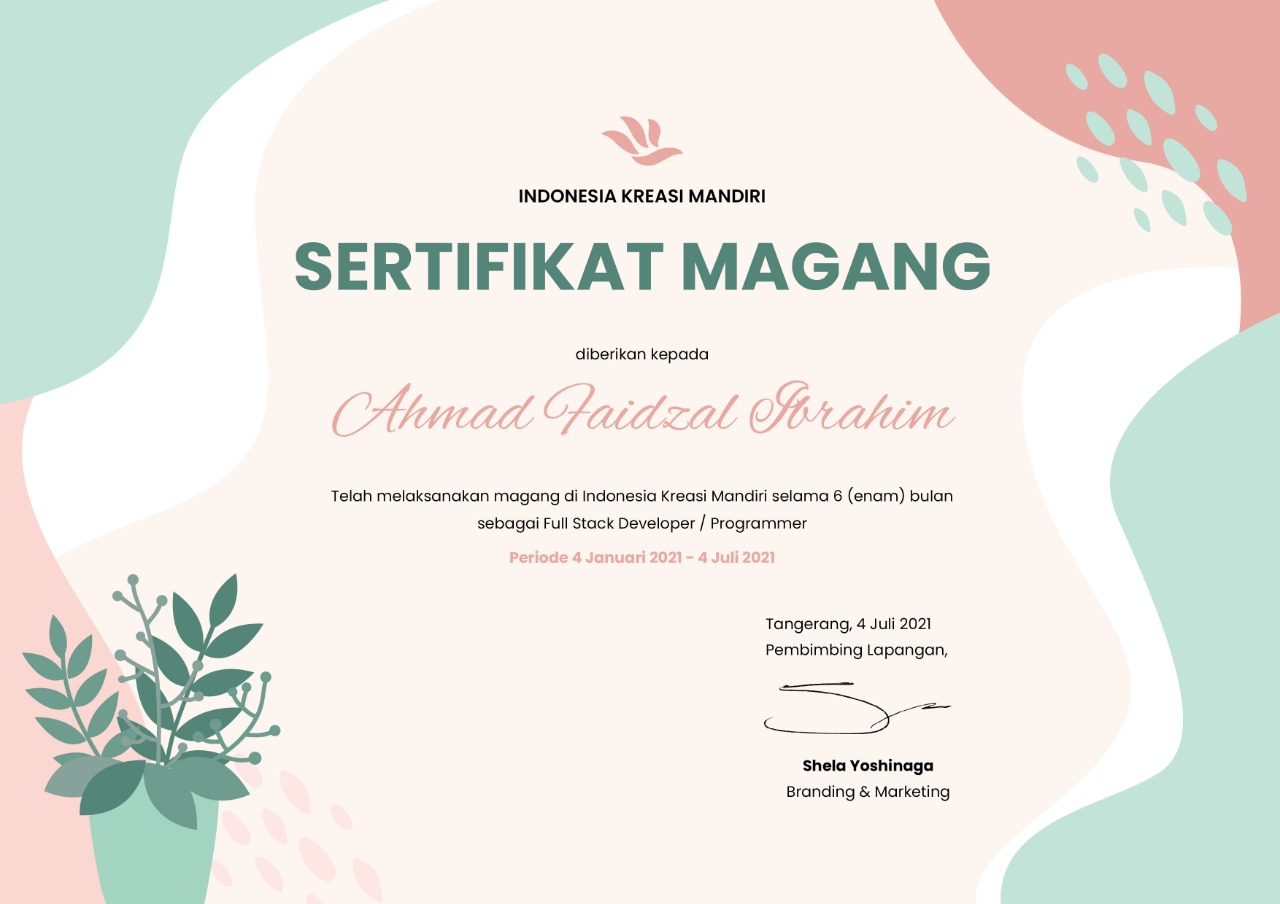 INDONESIA KREASI MANDIRI
SERTIFIKAT MAGANG
diberikan kepada
Ahmad Faidzal Ibrahim
Telah melaksanakan magang di Indonesia Kreasi Mandiri selama 6 (enam) bulan
sebagai Full Stack Developer / Programmer
Periode 4 Januari 2021 - 4 Juli 2021
Tangerang, 4 Juli 2021
Pembimbing Lapangan,
Shela Yoshinaga
Branding & Marketing